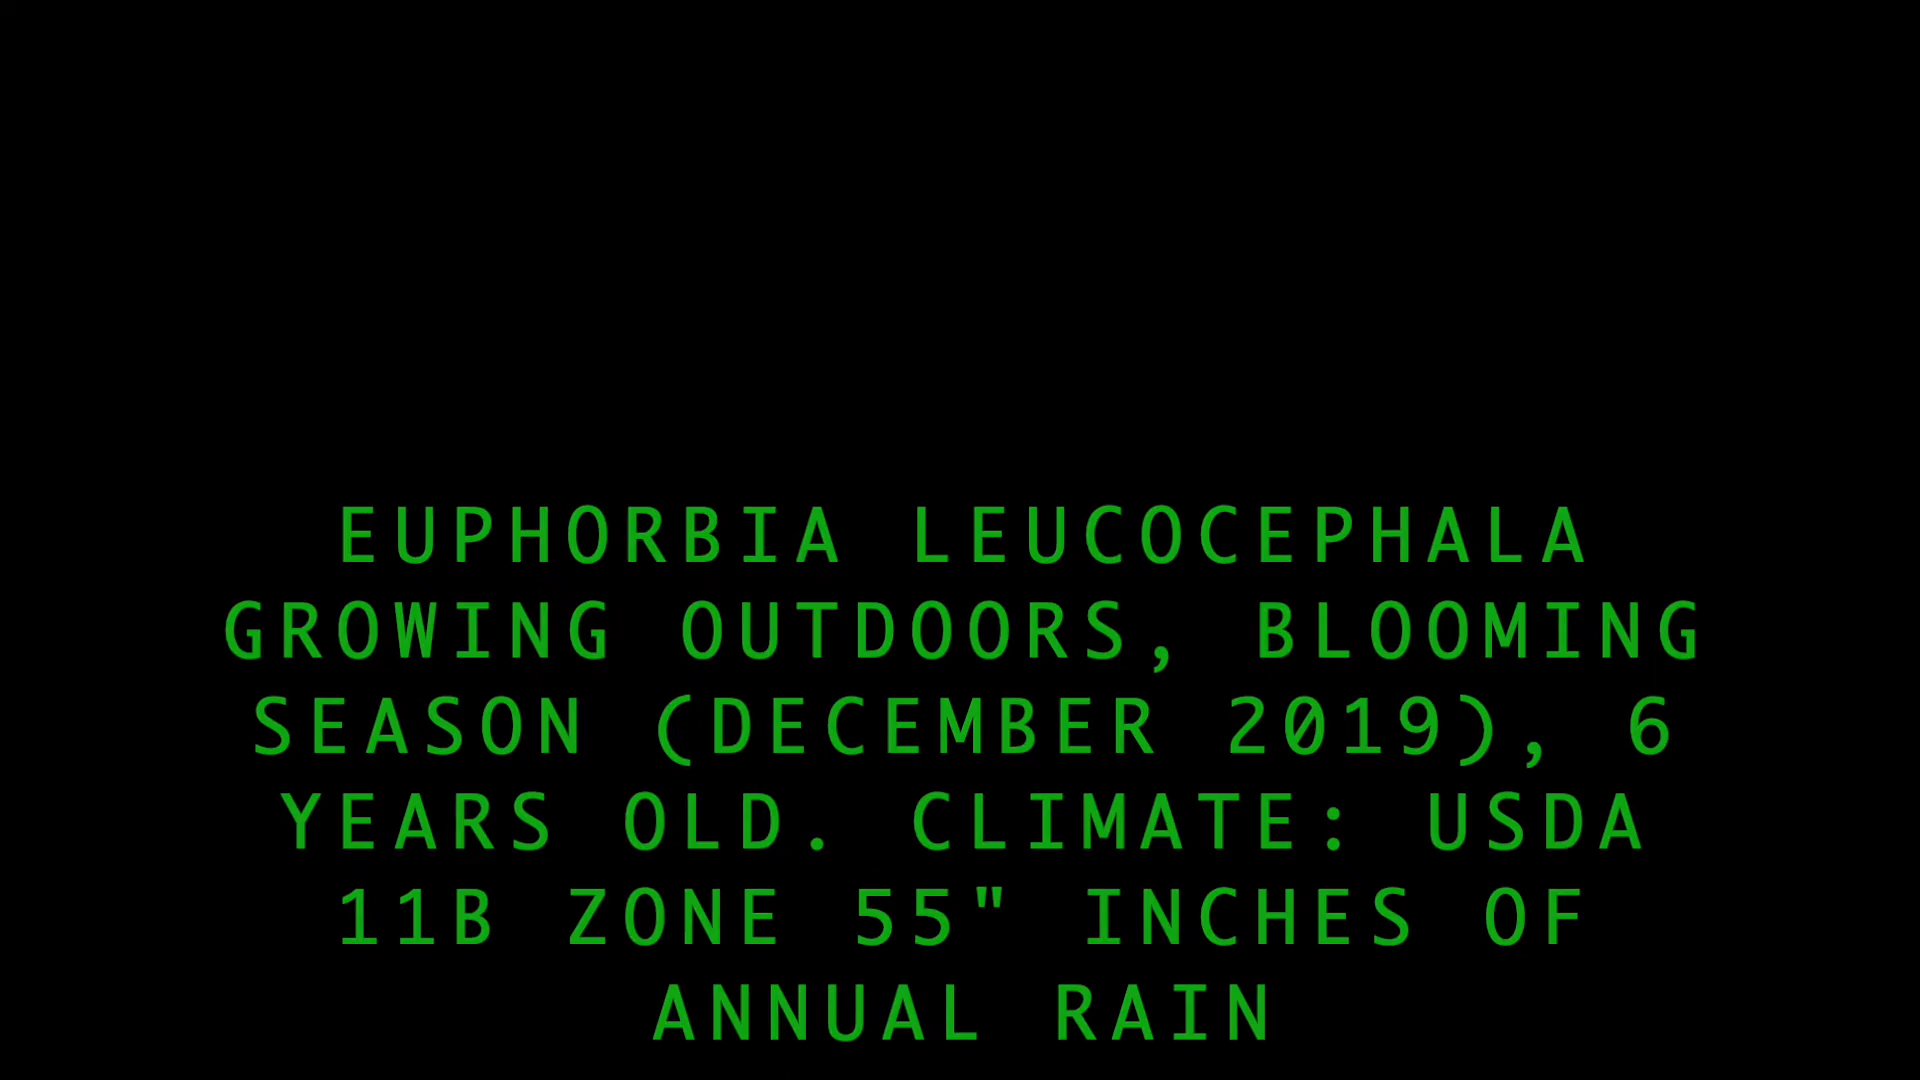 EUPHORBIA LEUCOCEPHALA
GROWING OUTDOORS, BLOOMING
SEASON (DECEMBER 2019), 6
YEARS OLD. CLIMATE: USDA
11B ZONE 55" INCHES OF
ANNUAL RAIN